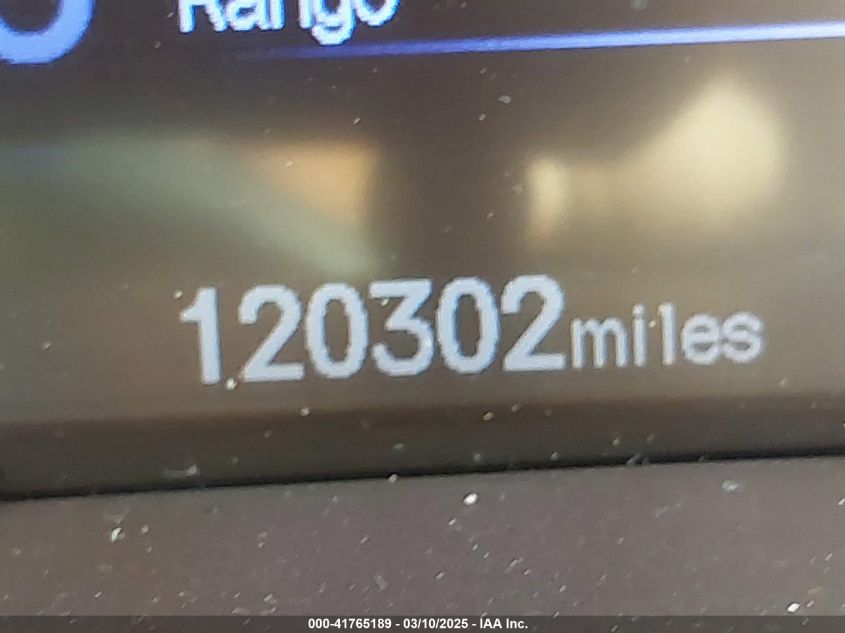 Range
120302miles
000-41765189 - 03/10/2025 - IAA Inc.